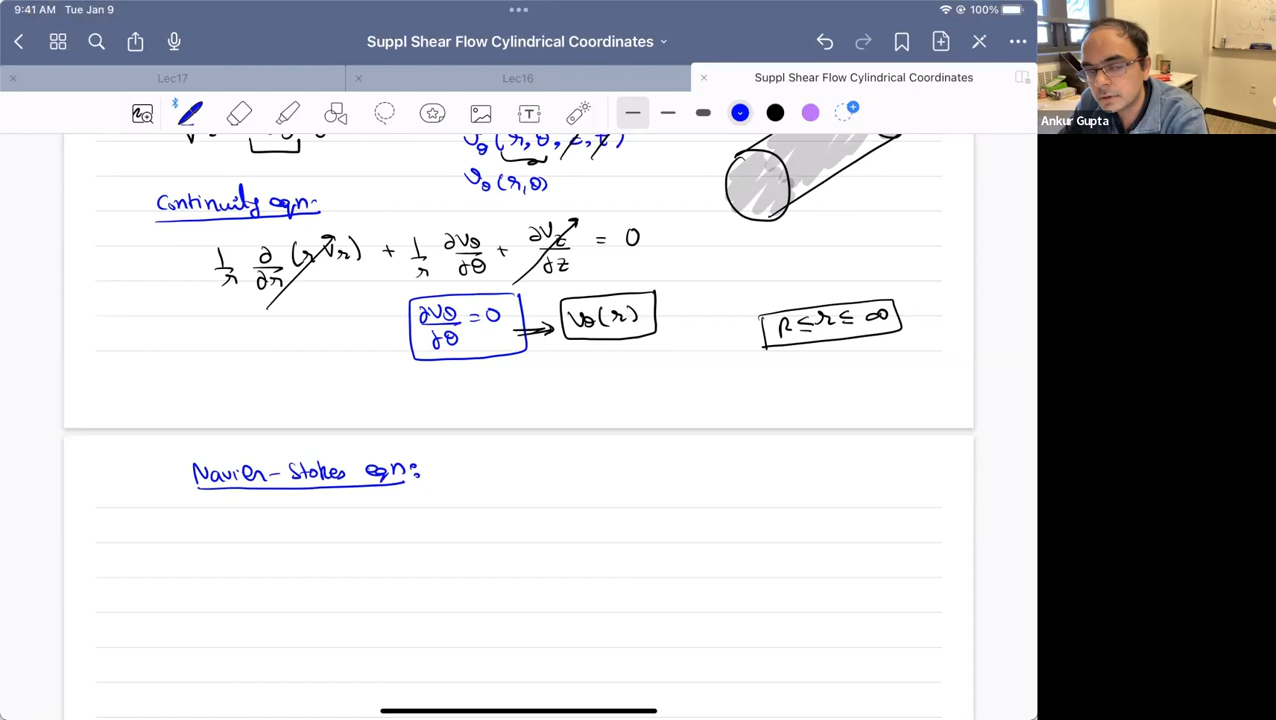 9:41 AM Tue Jan 9
100%
Suppl Shear Flow Cylindrical Coordinates
Lec17
Lec16
Suppl Shear Flow Cylindrical Coordinates
Ankur Gupta
vθ(r, θ, z, t)
vθ(r, θ)
Continuity eqn:
1/r ∂/∂r (r Vr) + 1/r ∂Vθ/∂θ + ∂Vz/∂z = 0
∂Vθ/∂θ = 0 ⇒ Vθ(r)
R ≤ r ≤ ∞
Navier-Stokes eqn: